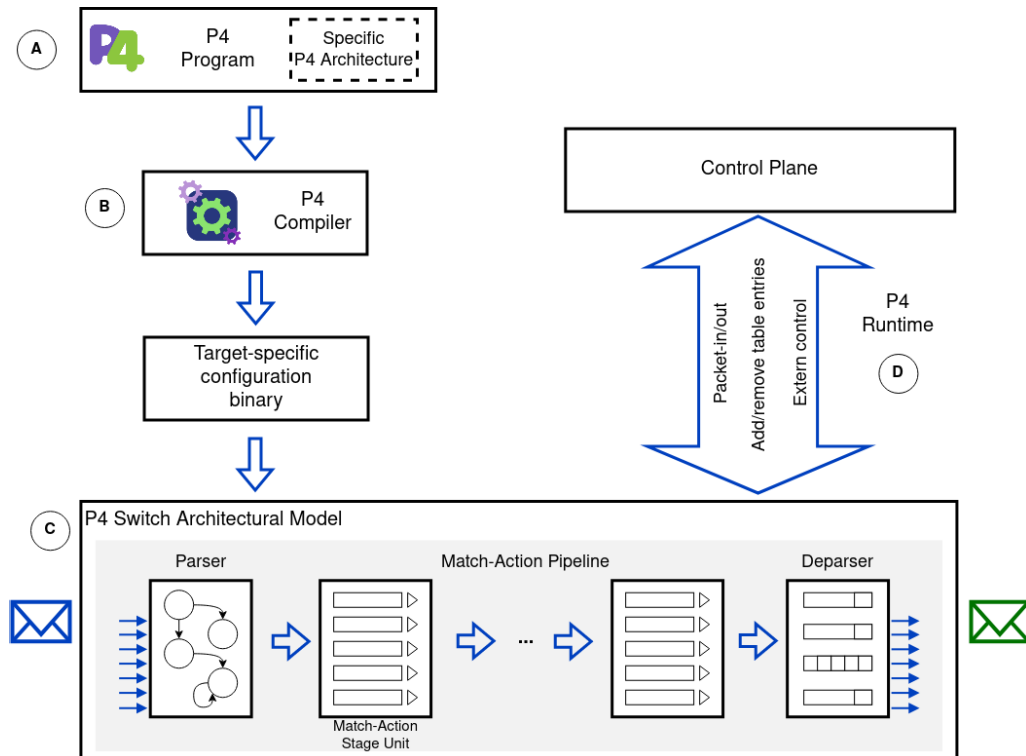 A
P4
P4
Program
Specific
P4 Architecture
B
P4
Compiler
Target-specific
configuration
binary
Control Plane
Packet-in/out
Add/remove table entries
Extern control
P4
Runtime
D
C
P4 Switch Architectural Model
Parser
Match-Action Pipeline
Deparser
...
Match-Action
Stage Unit